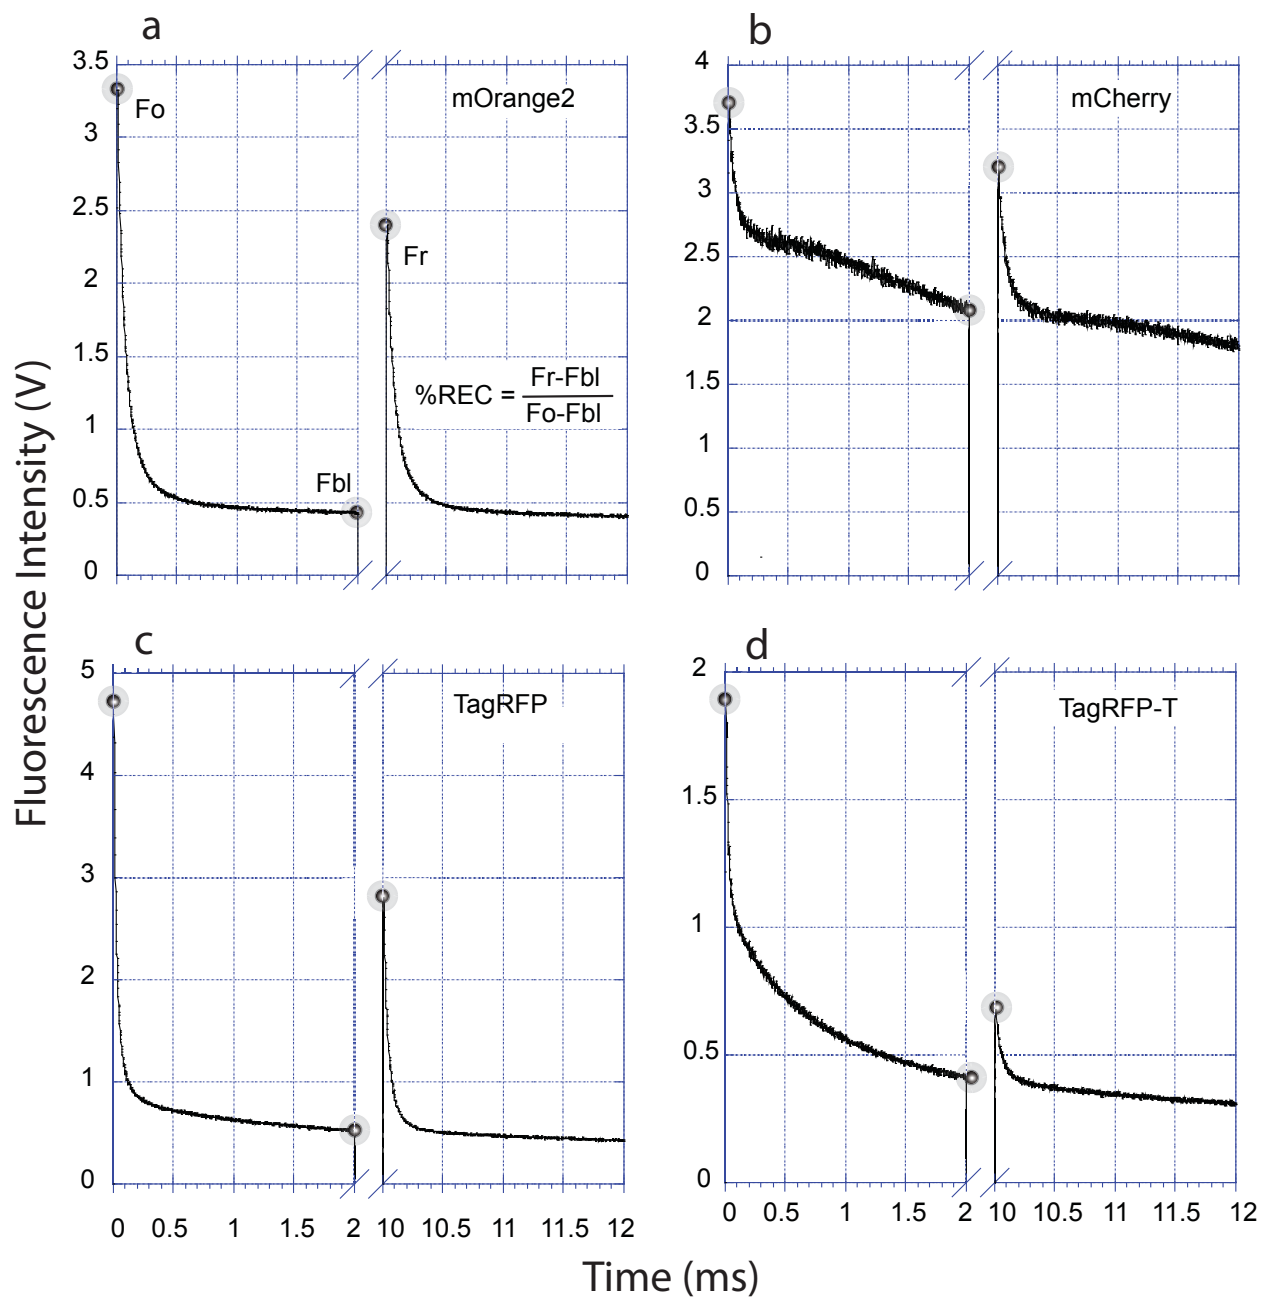 a
b
Fluorescence Intensity (V)
3.5
3
2.5
2
1.5
1
0.5
0
Fo
mOrange2
Fr
%REC = Fr-Fbl
Fo-Fbl
Fbl
4
3.5
3
2.5
2
1.5
1
0.5
0
mCherry
c
d
5
4
3
2
1
0
TagRFP
0 0.5 1 1.5 2 10 10.5 11 11.5 12
2
1.5
1
0.5
0
TagRFP-T
0 0.5 1 1.5 2 10 10.5 11 11.5 12
Time (ms)